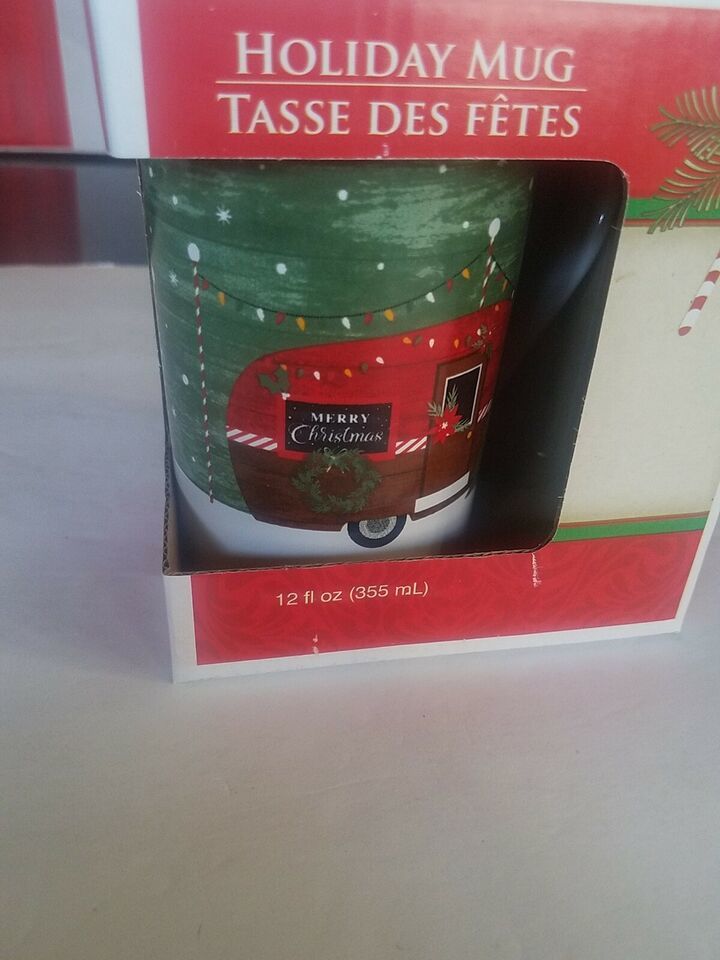 HOLIDAY MUG
TASSE DES FÊTES
MERRY
Christmas
12 fl oz (355 mL)